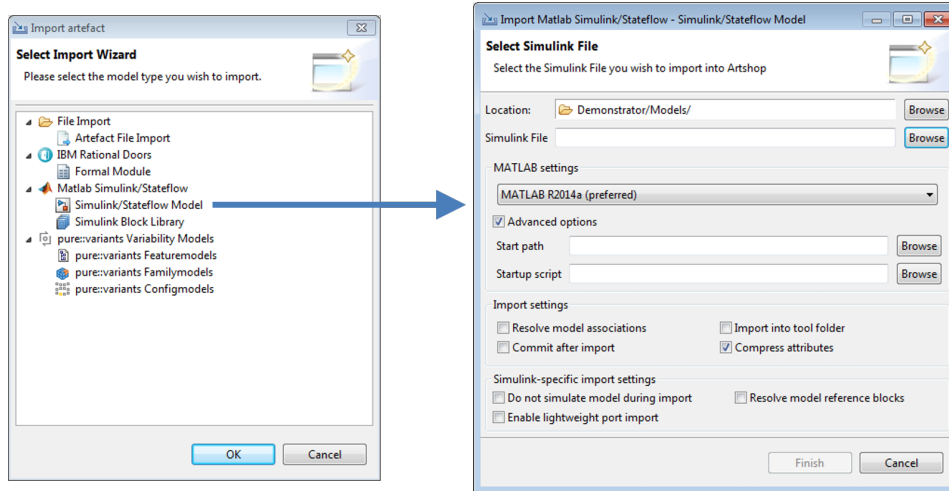 Import artefact
Select Import Wizard
Please select the model type you wish to import.
File Import
Artefact File Import
IBM Rational Doors
Formal Module
Matlab Simulink/Stateflow
Simulink/Stateflow Model
Simulink Block Library
pure::variants Variability Models
pure::variants Featuremodels
pure::variants Familymodels
pure::variants Configmodels
OK Cancel
Import Matlab Simulink/Stateflow - Simulink/Stateflow Model
Select Simulink File
Select the Simulink File you wish to import into Artshop
Location: Demonstrator/Models/ Browse
Simulink File Browse
MATLAB settings
MATLAB R2014a (preferred)
Advanced options
Start path Browse
Startup script Browse
Import settings
Resolve model associations Import into tool folder
Commit after import Compress attributes
Simulink-specific import settings
Do not simulate model during import Resolve model reference blocks
Enable lightweight port import
Finish Cancel